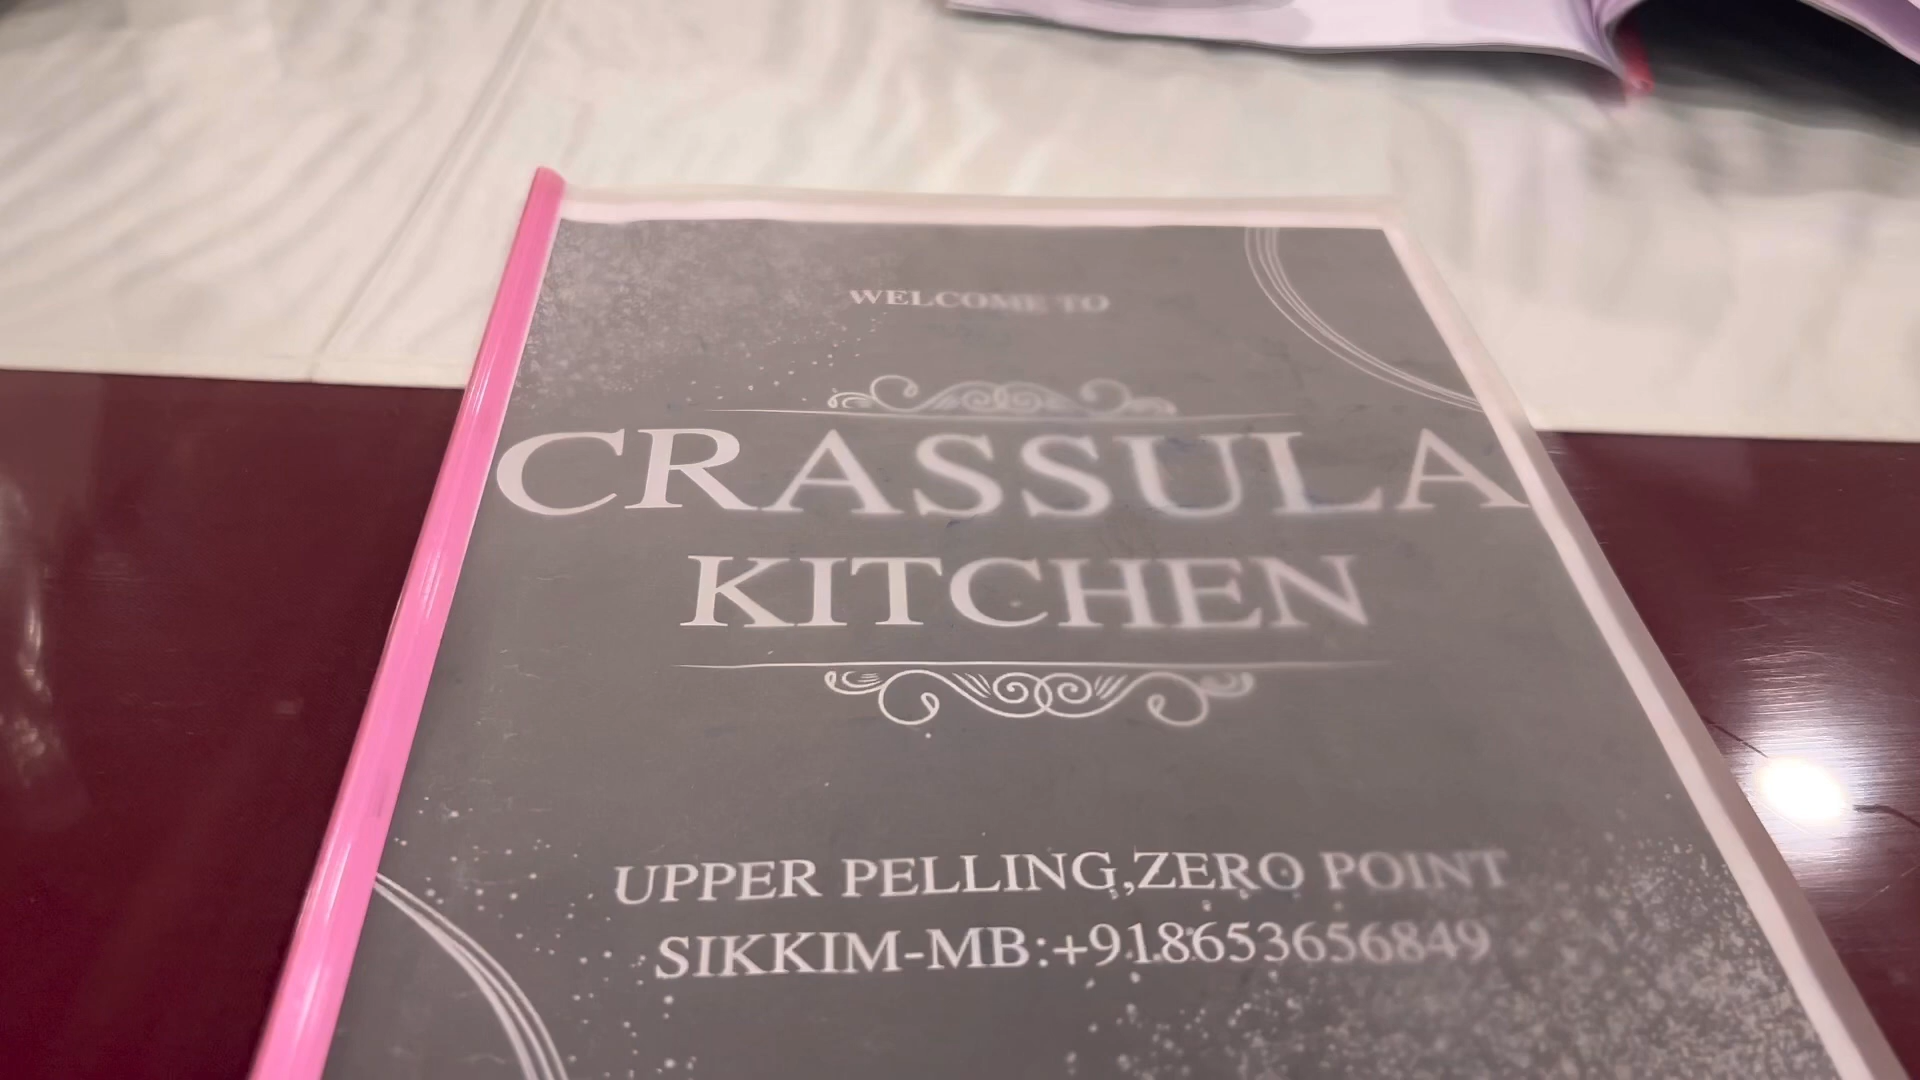 WELCOME TO
CRASSULA
KITCHEN
UPPER PELLING,ZERO POINT
SIKKIM-MB:+918653656849